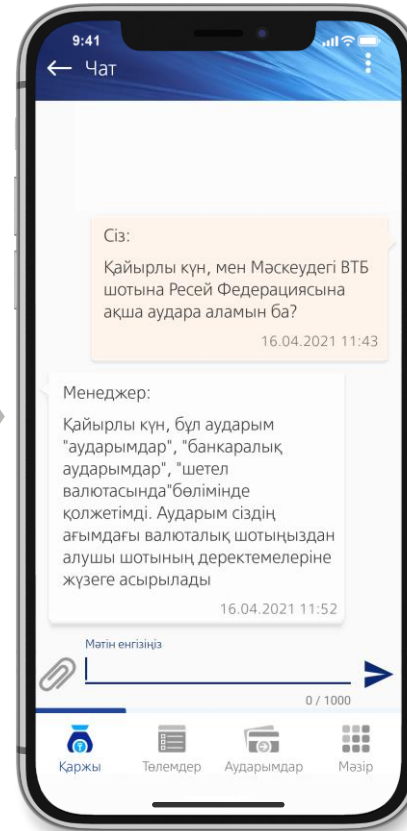 9:41
Чат
Сіз:
Қайырлы күн, мен Мәскеудегі ВТБ
шотына Ресей Федерациясына
ақша аудара аламын ба?
16.04.2021 11:43
Менеджер:
Қайырлы күн, бұл аударым
"аударымдар", "банкаралық
аударымдар", "шетел
валютасында"бөлімінде
қолжетімді. Аударым сіздің
ағымдағы валюталық шотыңыздан
алушы шотының деректемелеріне
жүзеге асырылады
16.04.2021 11:52
Мәтін енгізіңіз
0 / 1000
Қаржы Төлемдер Аударымдар Мәзір